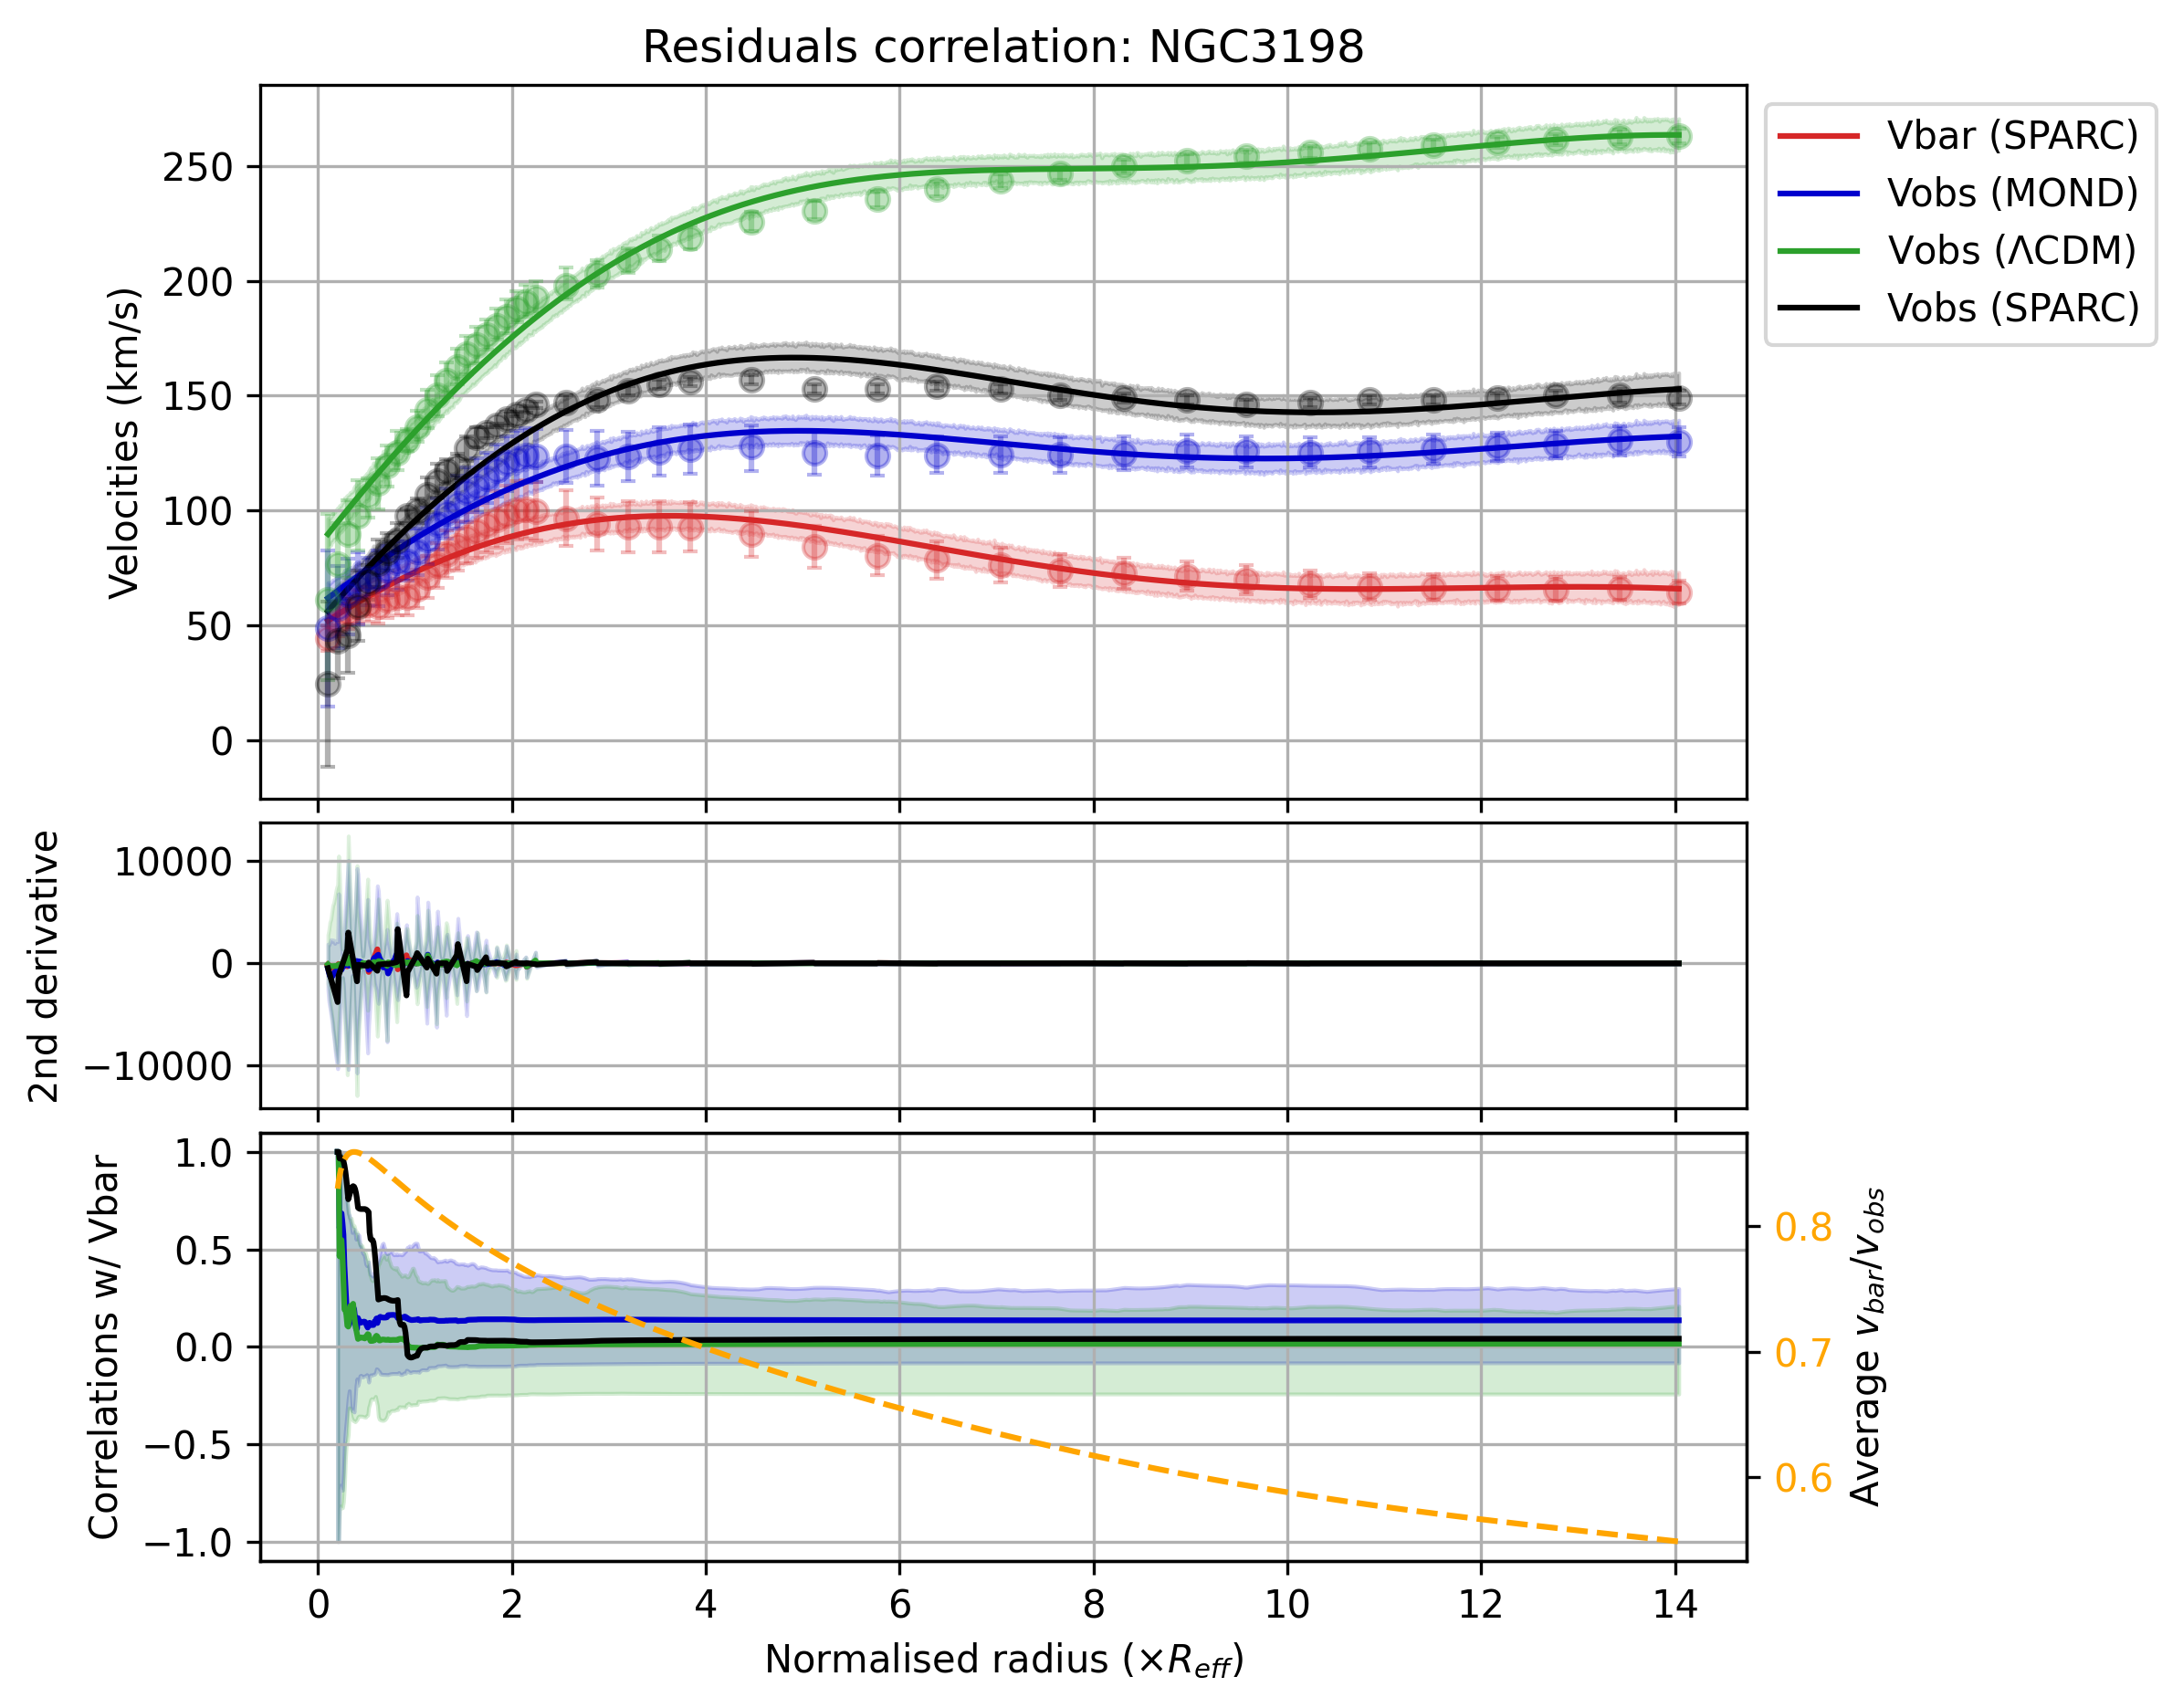 Residuals correlation: NGC3198
Velocities (km/s)
250
200
150
100
50
0
Vbar (SPARC)
Vobs (MOND)
Vobs (ΛCDM)
Vobs (SPARC)
2nd derivative
10000
0
−10000
Correlations w/ Vbar
1.0
0.5
0.0
−0.5
−1.0
0.8
0.7
0.6
Average v_bar/v_obs
0 2 4 6 8 10 12 14
Normalised radius (×R_eff)